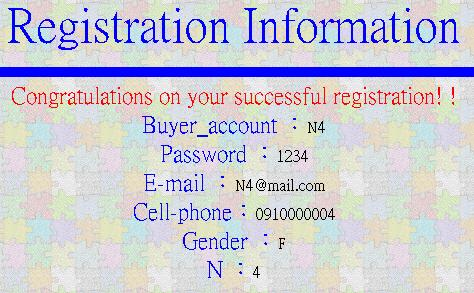 Registration Information
Congratulations on your successful registration! !
Buyer_account : N4
Password : 1234
E-mail : N4@mail.com
Cell-phone : 0910000004
Gender : F
N : 4